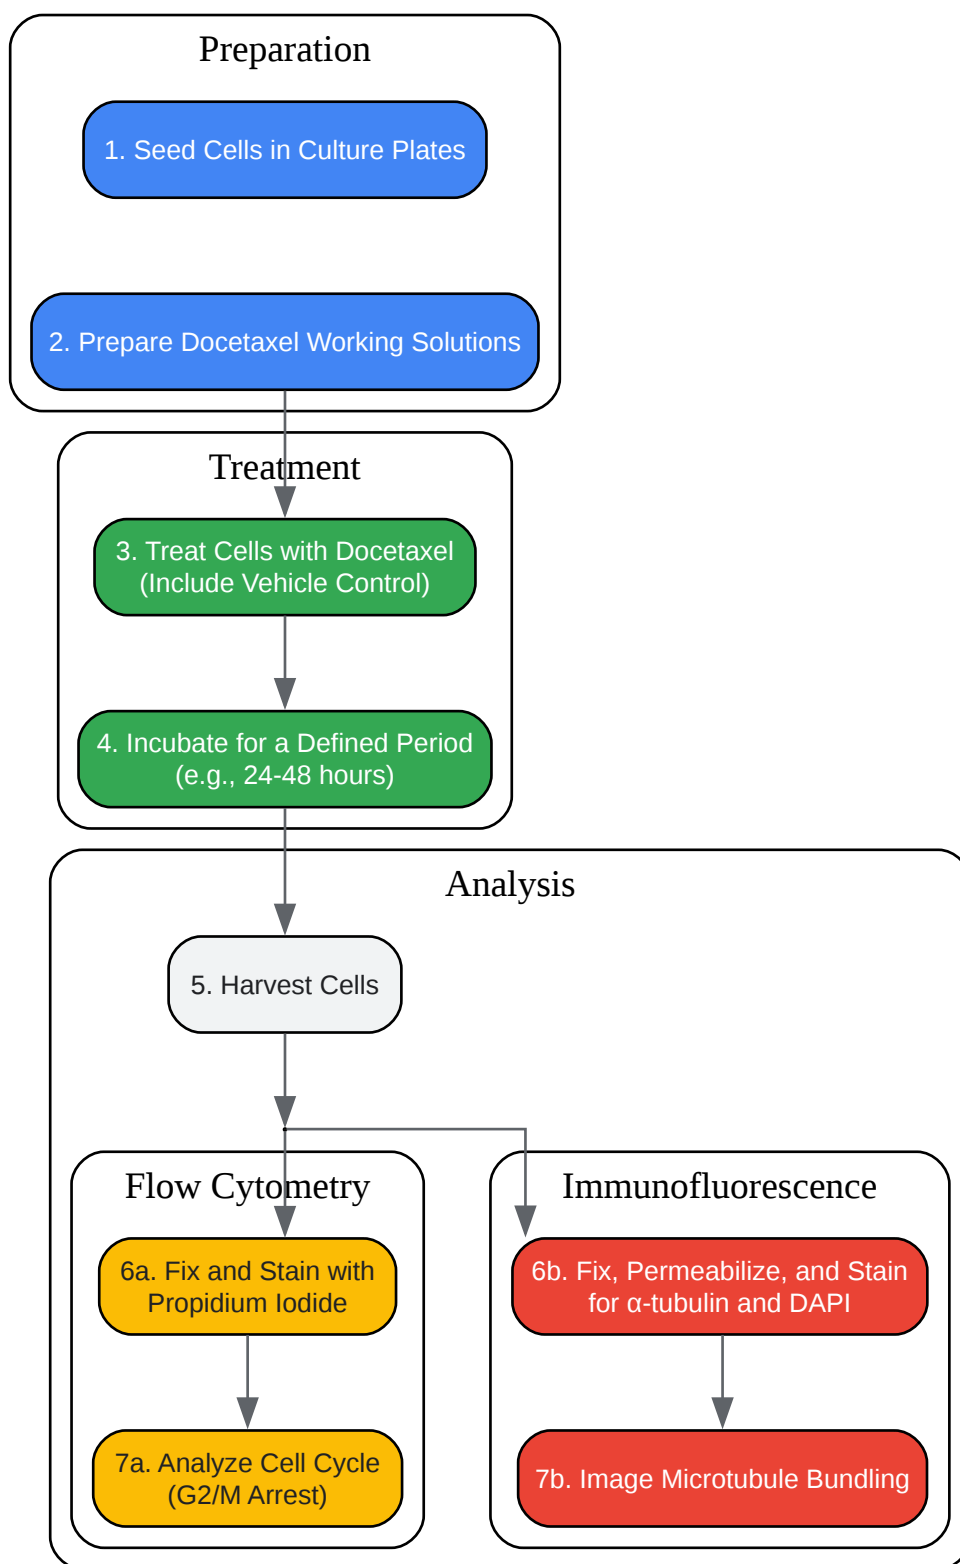 Preparation
1. Seed Cells in Culture Plates
2. Prepare Docetaxel Working Solutions
Treatment
3. Treat Cells with Docetaxel
(Include Vehicle Control)
4. Incubate for a Defined Period
(e.g., 24-48 hours)
Analysis
5. Harvest Cells
Flow Cytometry
6a. Fix and Stain with
Propidium Iodide
7a. Analyze Cell Cycle
(G2/M Arrest)
Immunofluorescence
6b. Fix, Permeabilize, and Stain
for α-tubulin and DAPI
7b. Image Microtubule Bundling